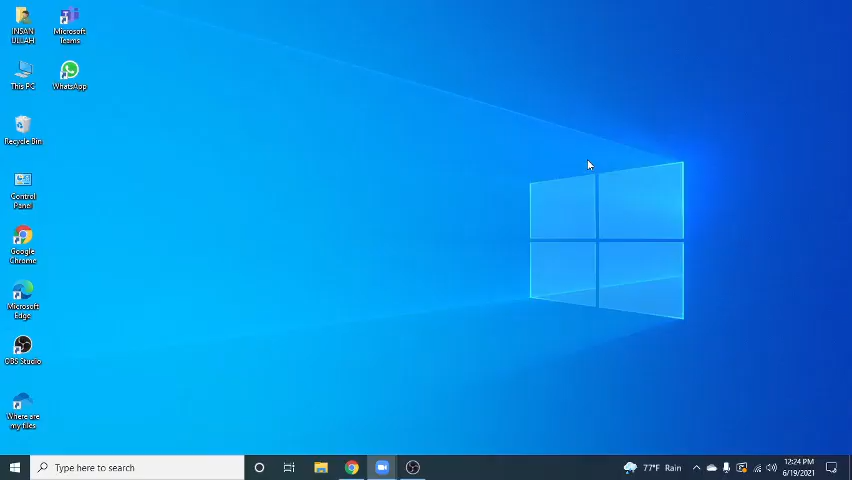 INSAN
ULLAH
Microsoft
Teams
This PC
WhatsApp
Recycle Bin
Control
Panel
Google
Chrome
Microsoft
Edge
OBS Studio
Where are
my files
Type here to search
77°F Rain
12:24 PM
6/19/2021